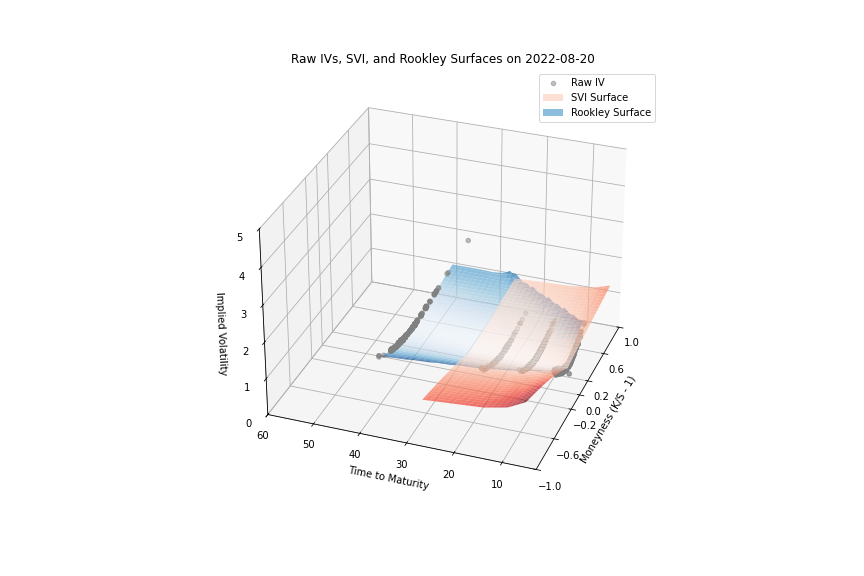 Raw IVs, SVI, and Rookley Surfaces on 2022-08-20
Raw IV
SVI Surface
Rookley Surface
5
4
3
2
1
0
Implied Volatility
60
50
40
30
20
10
Time to Maturity
1.0
0.6
0.2
0.0
−0.2
−0.6
−1.0
Moneyness (K/S - 1)